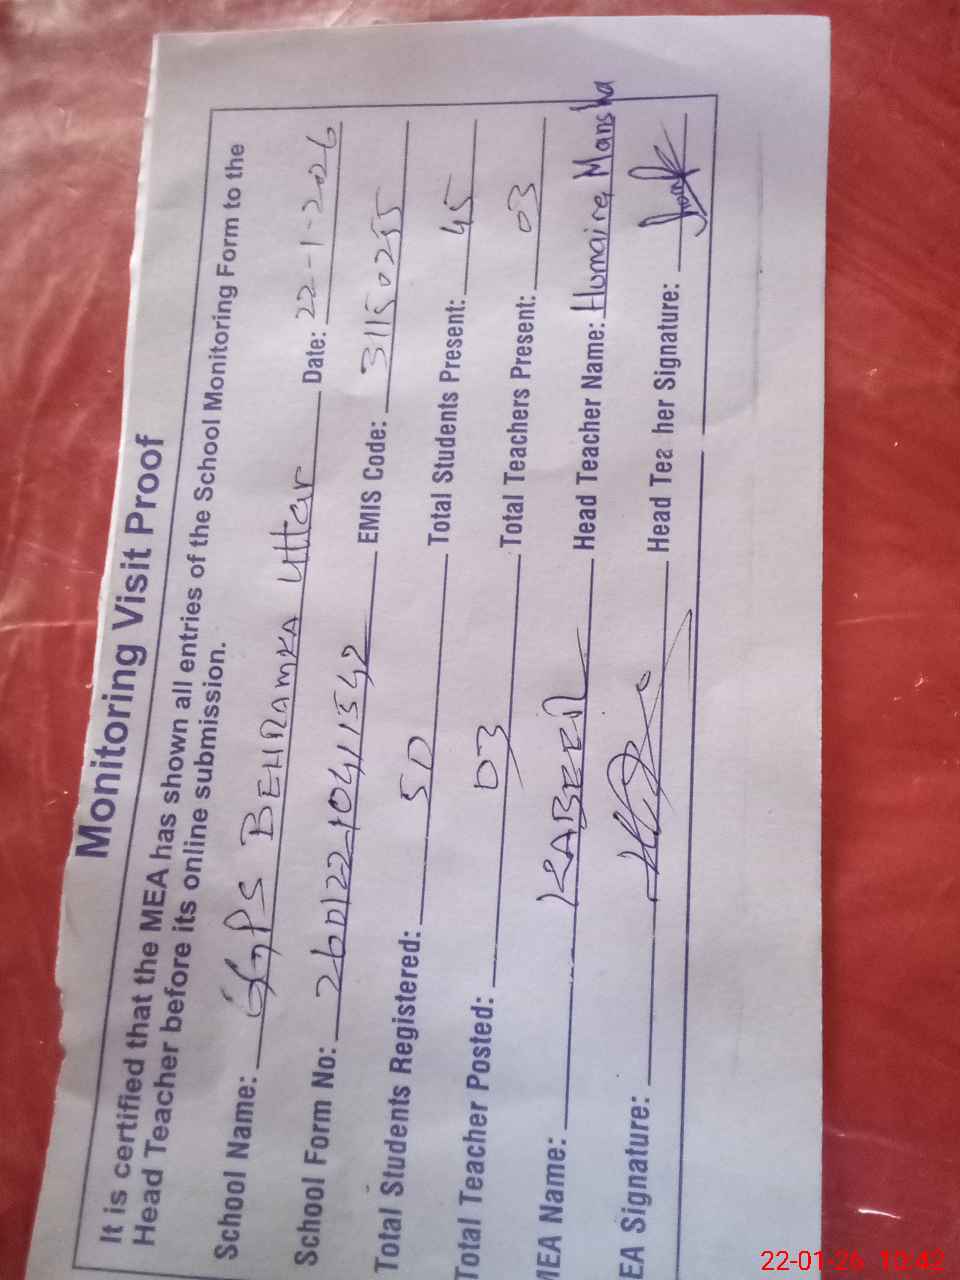 Monitoring Visit Proof
It is certified that the MEA has shown all entries of the School Monitoring Form to the
Head Teacher before its online submission.
School Name: GGPS BEHRAMKA Uttar Date: 22-1-2026
School Form No: 26012210411342 EMIS Code: 31150255
Total Students Registered: 50 Total Students Present: 45
Total Teacher Posted: 03 Total Teachers Present: 03
MEA Name: KABEER Head Teacher Name: Humaira Mansha
EA Signature: Head Teacher Signature:
22-01-26 10:42